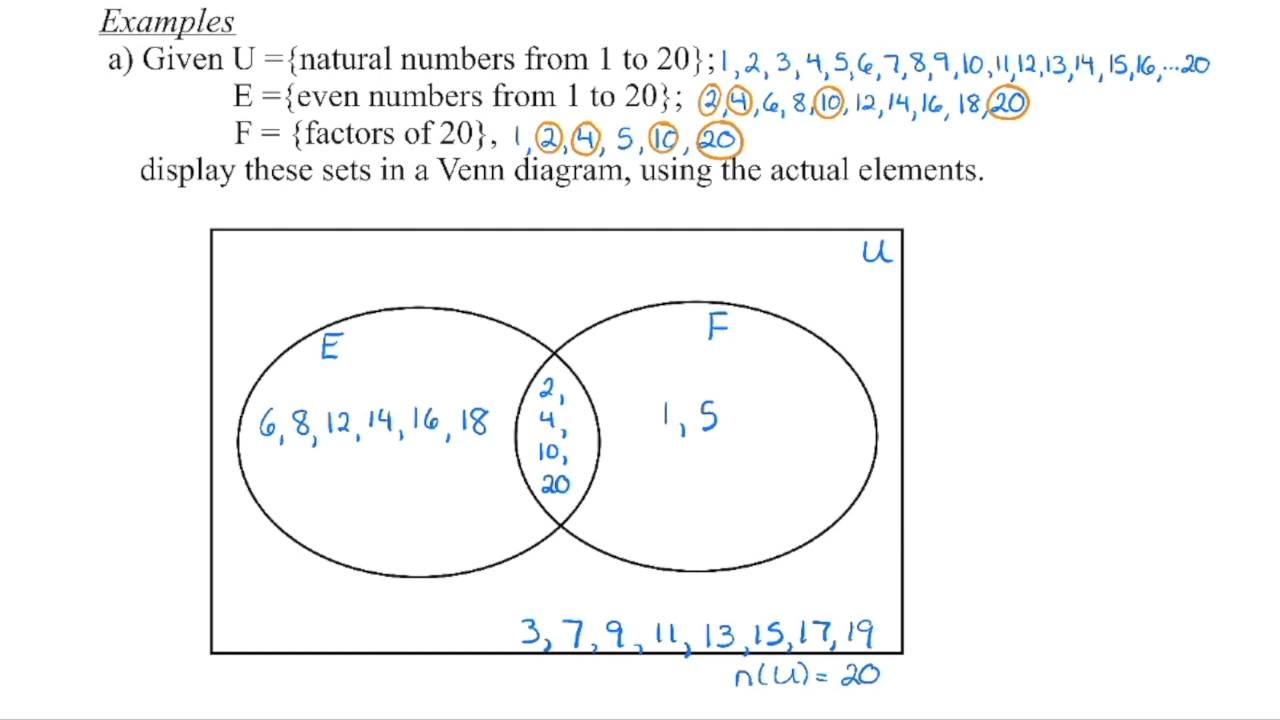 Examples
a) Given U ={natural numbers from 1 to 20}; 1, 2, 3, 4, 5, 6, 7, 8, 9, 10, 11, 12, 13, 14, 15, 16, ...20
E ={even numbers from 1 to 20}; 2, 4, 6, 8, 10, 12, 14, 16, 18, 20
F = {factors of 20}, 1, 2, 4, 5, 10, 20
display these sets in a Venn diagram, using the actual elements.
U
E
F
6, 8, 12, 14, 16, 18
2,
4,
10,
20
1, 5
3, 7, 9, 11, 13, 15, 17, 19
n(U) = 20